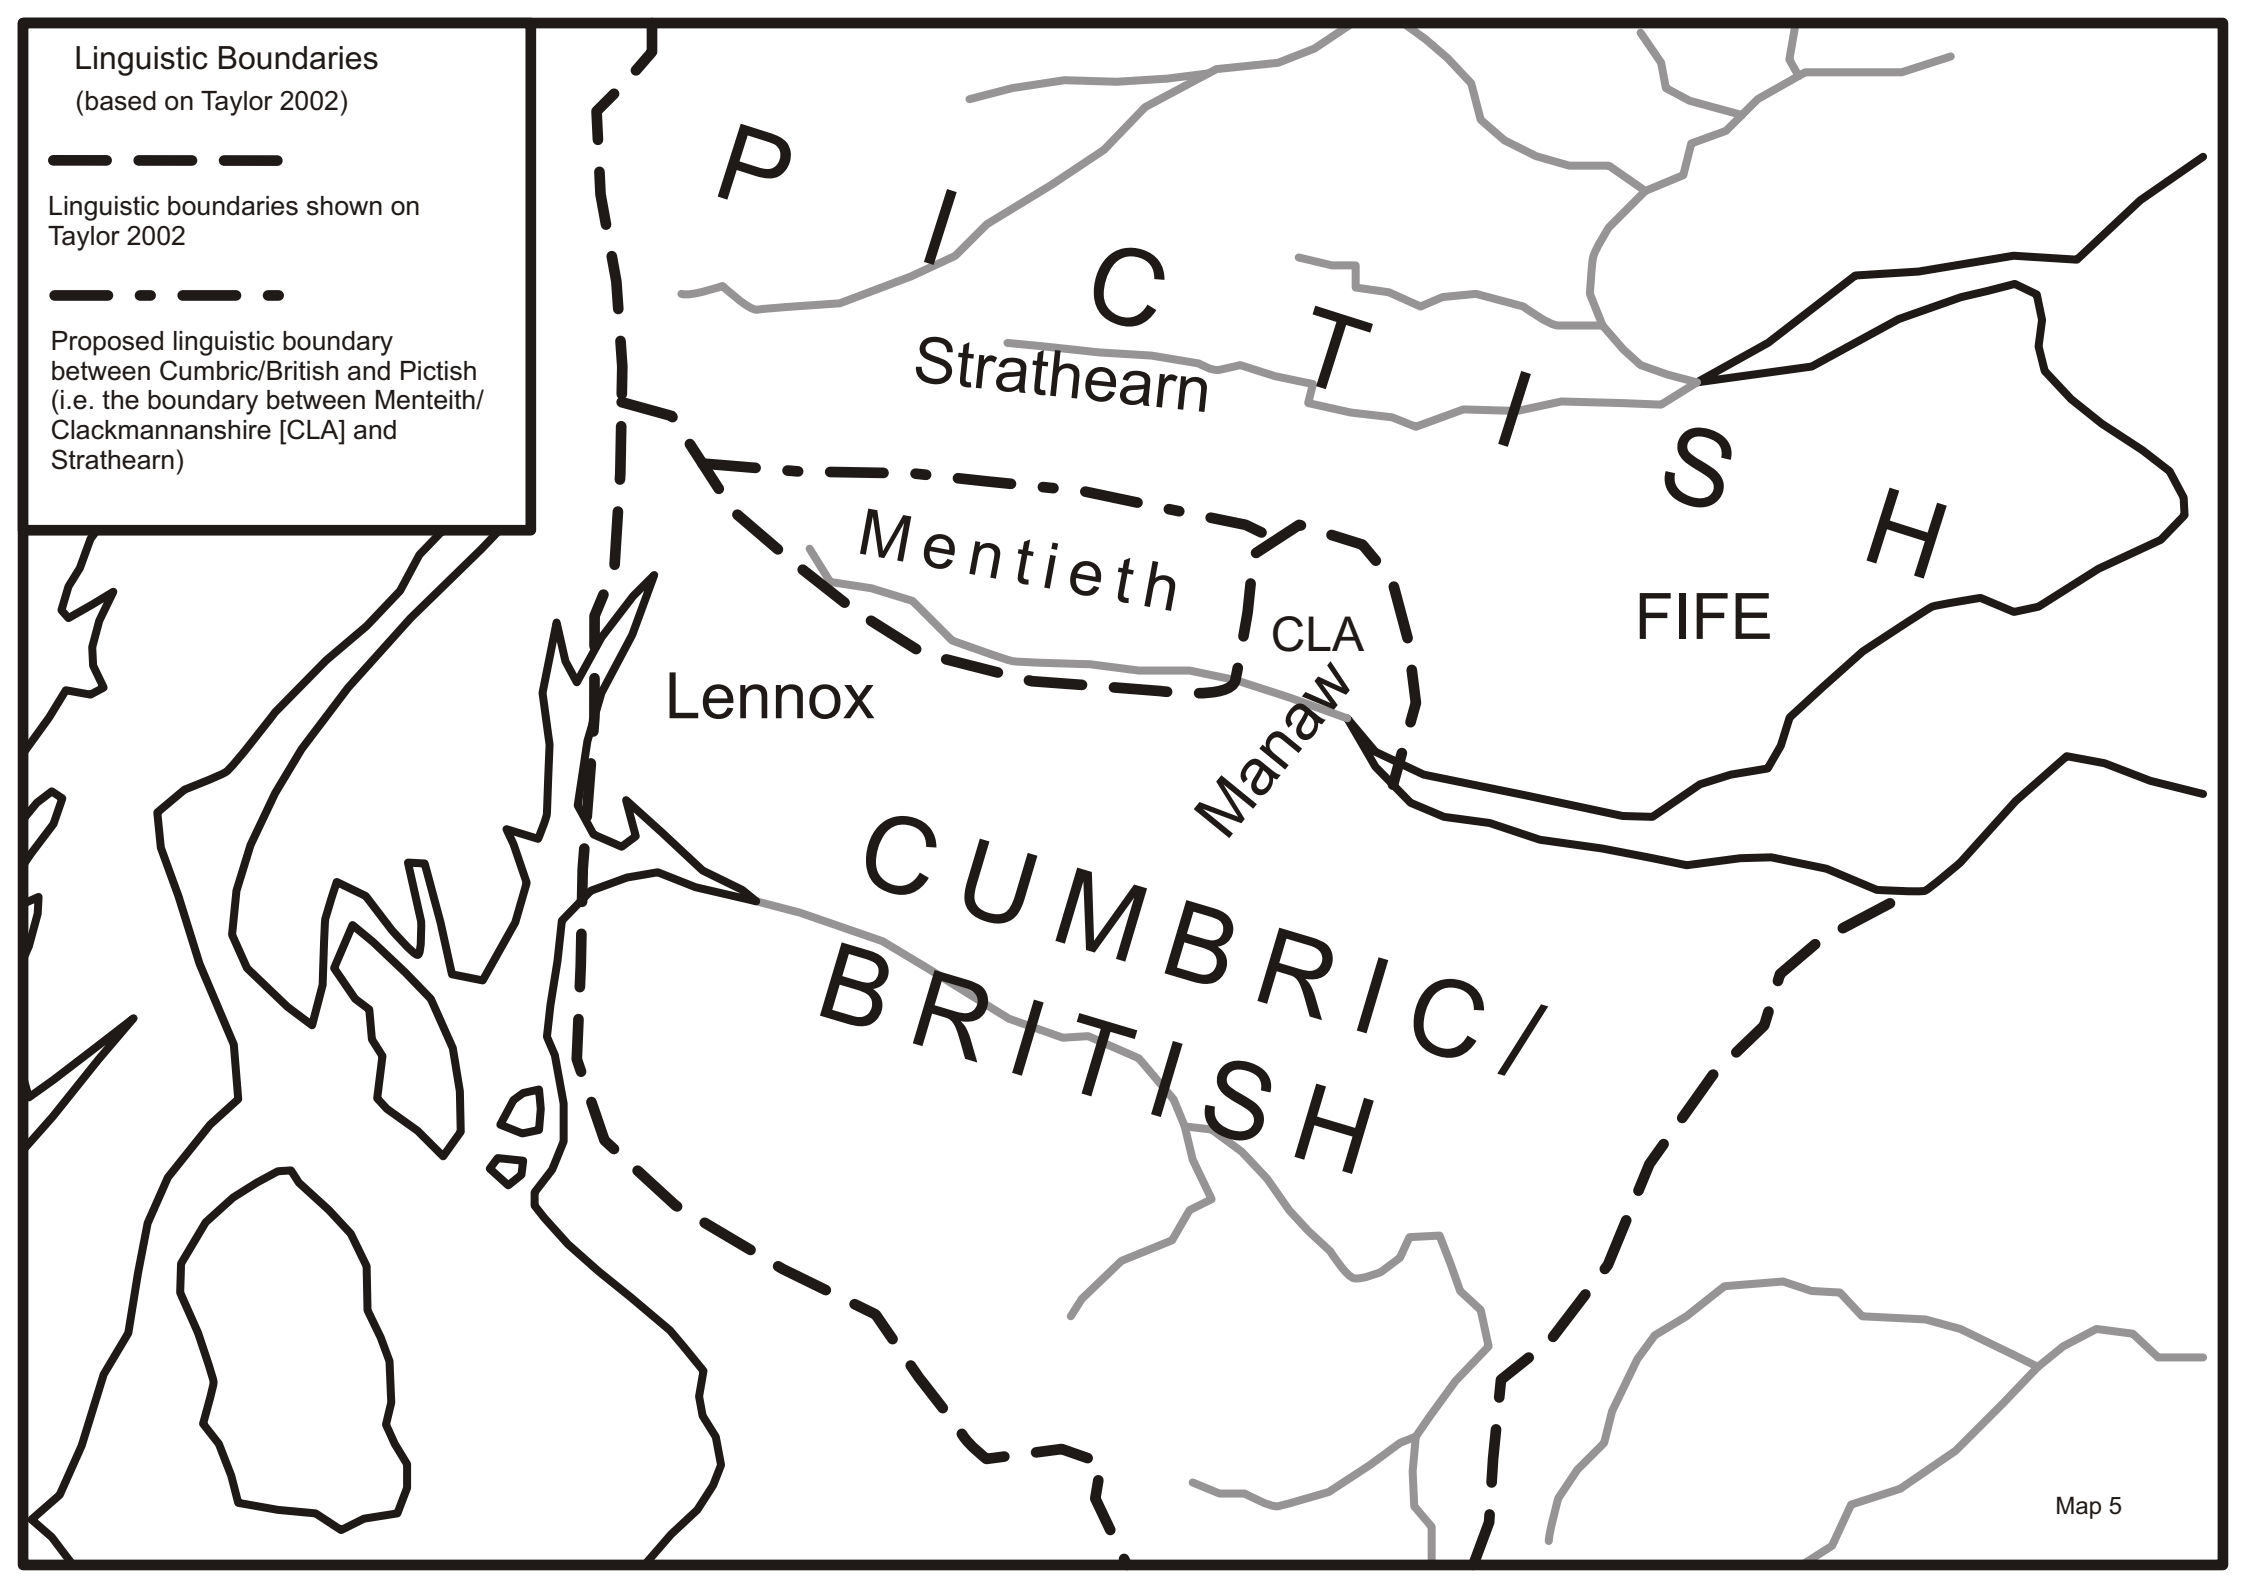 Linguistic Boundaries
(based on Taylor 2002)
Linguistic boundaries shown on
Taylor 2002
Proposed linguistic boundary
between Cumbric/British and Pictish
(i.e. the boundary between Menteith/
Clackmannanshire [CLA] and
Strathearn)
PICTISH
Strathearn
Mentieth
CLA
FIFE
Manaw
Lennox
CUMBRIC/
BRITISH
Map 5